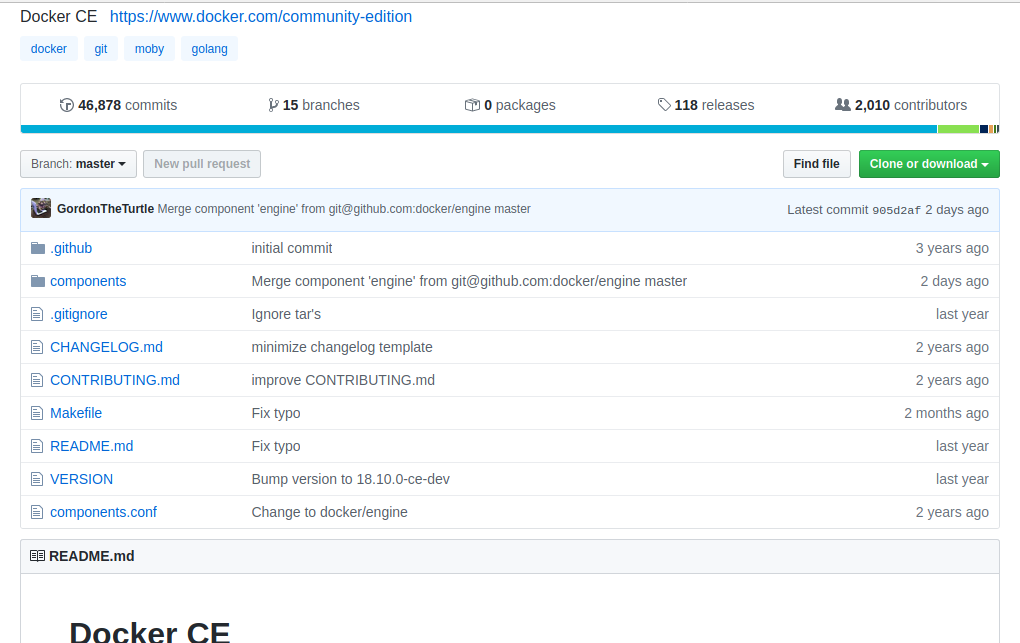 Docker CE https://www.docker.com/community-edition
docker git moby golang
46,878 commits 15 branches 0 packages 118 releases 2,010 contributors
Branch: master New pull request Find file Clone or download
GordonTheTurtle Merge component 'engine' from git@github.com:docker/engine master Latest commit 905d2af 2 days ago
.github initial commit 3 years ago
components Merge component 'engine' from git@github.com:docker/engine master 2 days ago
.gitignore Ignore tar's last year
CHANGELOG.md minimize changelog template 2 years ago
CONTRIBUTING.md improve CONTRIBUTING.md 2 years ago
Makefile Fix typo 2 months ago
README.md Fix typo last year
VERSION Bump version to 18.10.0-ce-dev last year
components.conf Change to docker/engine 2 years ago
README.md
Docker CE